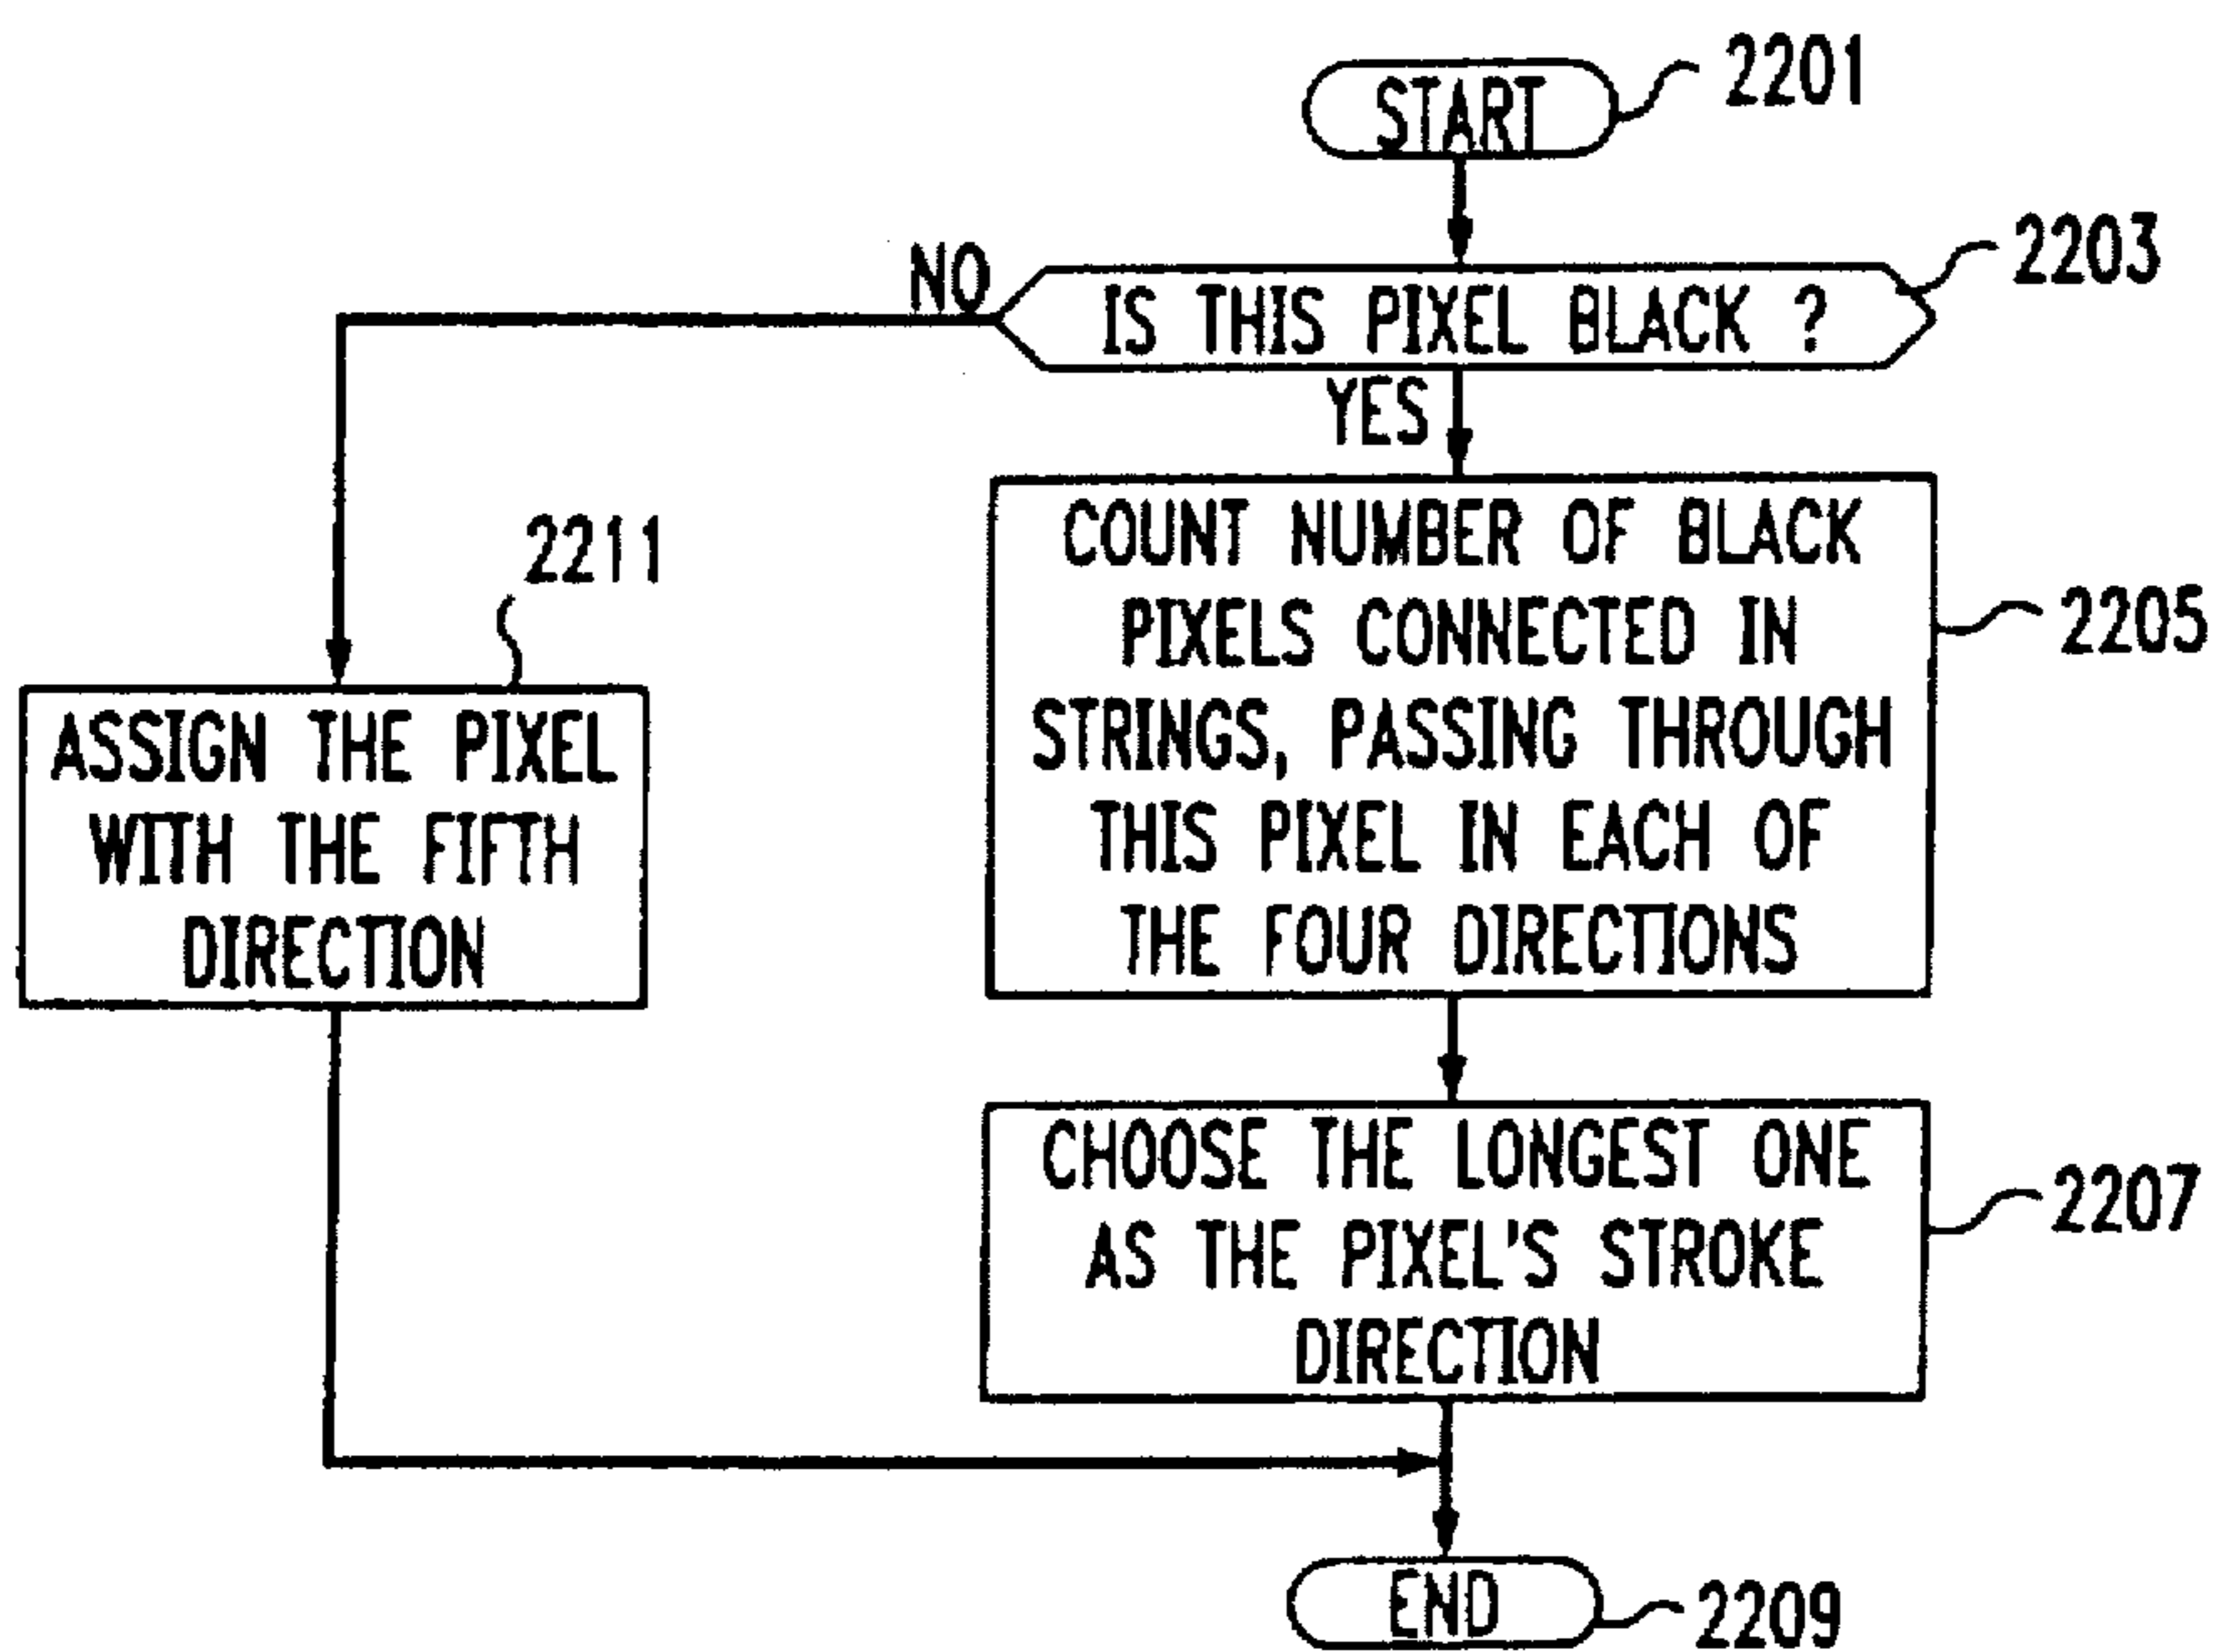 START
2201
NO
IS THIS PIXEL BLACK ?
2203
YES
COUNT NUMBER OF BLACK
PIXELS CONNECTED IN
STRINGS, PASSING THROUGH
THIS PIXEL IN EACH OF
THE FOUR DIRECTIONS
2205
2211
ASSIGN THE PIXEL
WITH THE FIFTH
DIRECTION
CHOOSE THE LONGEST ONE
AS THE PIXEL'S STROKE
DIRECTION
2207
END
2209